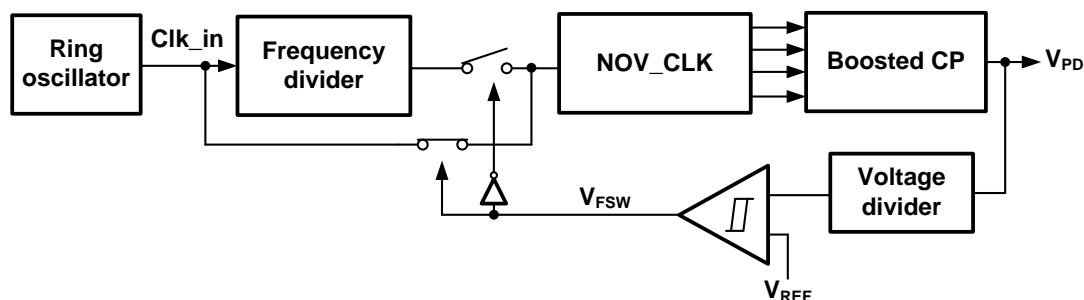 Ring
oscillator
Clk_in
Frequency
divider
NOV_CLK
Boosted CP
VPD
Voltage
divider
VFSW
VREF